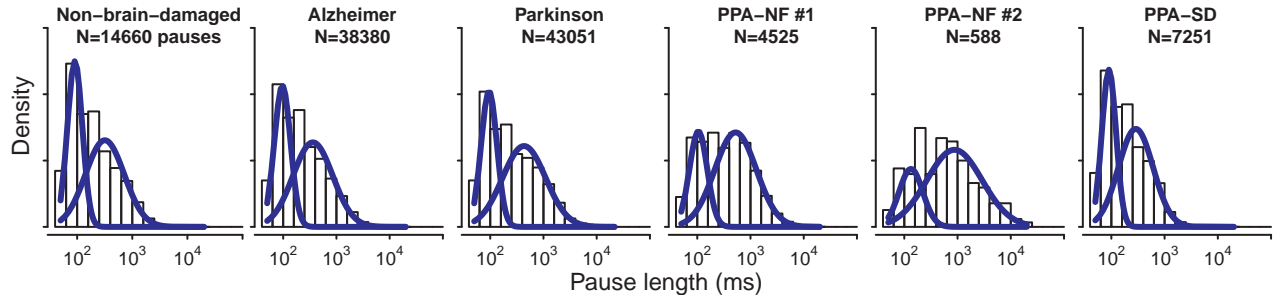 Non−brain−damaged
N=14660 pauses
Alzheimer
N=38380
Parkinson
N=43051
PPA−NF #1
N=4525
PPA−NF #2
N=588
PPA−SD
N=7251
Density
10² 10³ 10⁴
10² 10³ 10⁴
10² 10³ 10⁴
10² 10³ 10⁴
10² 10³ 10⁴
10² 10³ 10⁴
Pause length (ms)